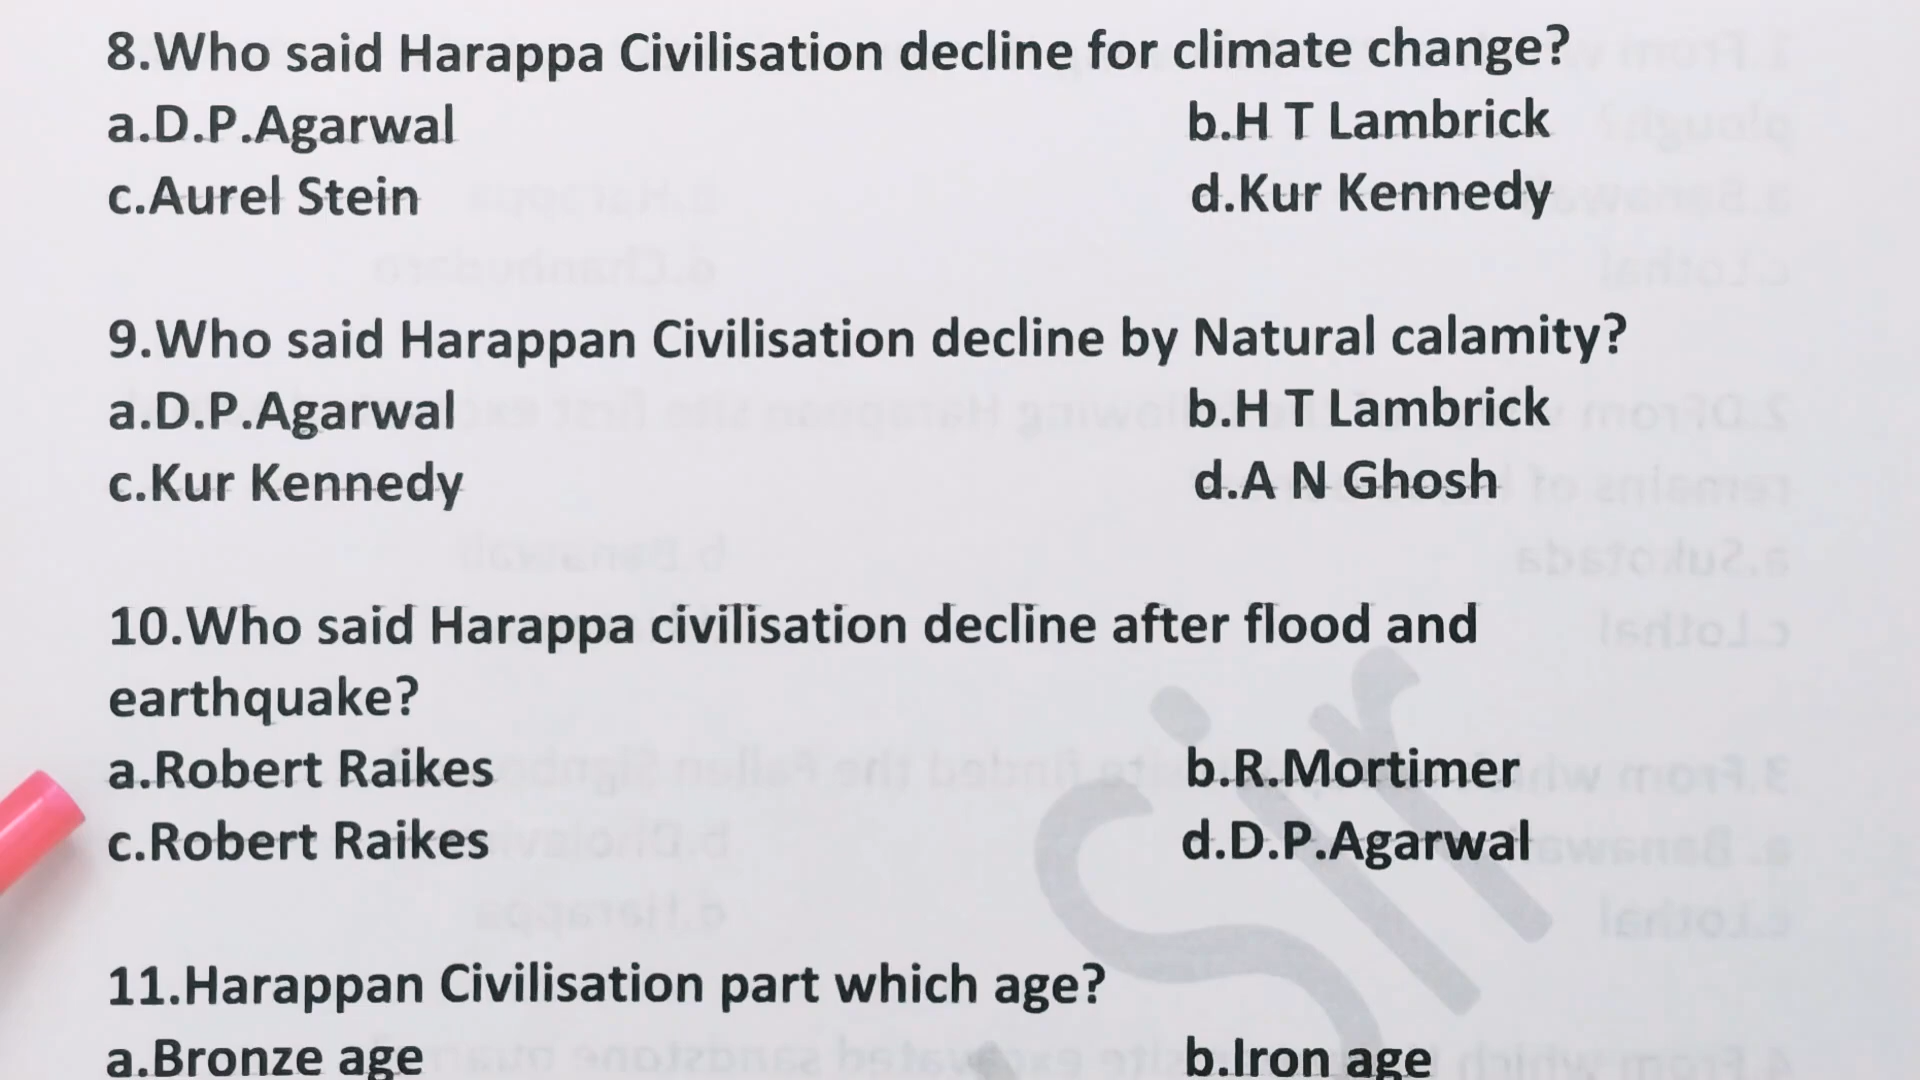 8.Who said Harappa Civilisation decline for climate change?
a.D.P.Agarwal b.H T Lambrick
c.Aurel Stein d.Kur Kennedy
9.Who said Harappan Civilisation decline by Natural calamity?
a.D.P.Agarwal b.H T Lambrick
c.Kur Kennedy d.A N Ghosh
10.Who said Harappa civilisation decline after flood and
earthquake?
a.Robert Raikes b.R.Mortimer
c.Robert Raikes d.D.P.Agarwal
11.Harappan Civilisation part which age?
a.Bronze age b.Iron age
Sir